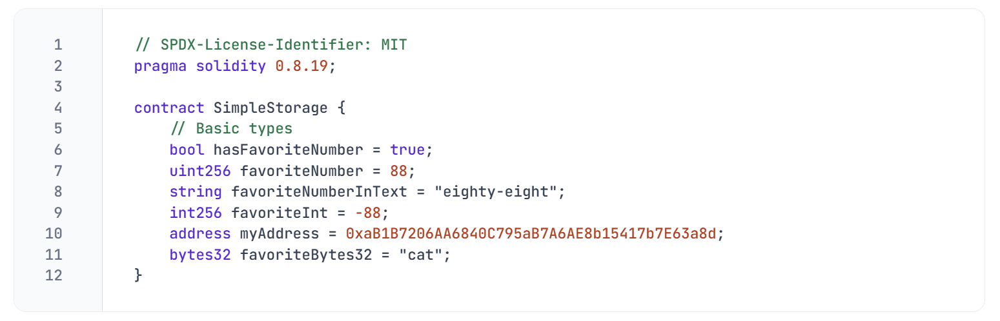 1 // SPDX-License-Identifier: MIT
2 pragma solidity 0.8.19;
3
4 contract SimpleStorage {
5     // Basic types
6     bool hasFavoriteNumber = true;
7     uint256 favoriteNumber = 88;
8     string favoriteNumberInText = "eighty-eight";
9     int256 favoriteInt = -88;
10     address myAddress = 0xaB1B7206AA6840C795aB7A6AE8b15417b7E63a8d;
11     bytes32 favoriteBytes32 = "cat";
12 }